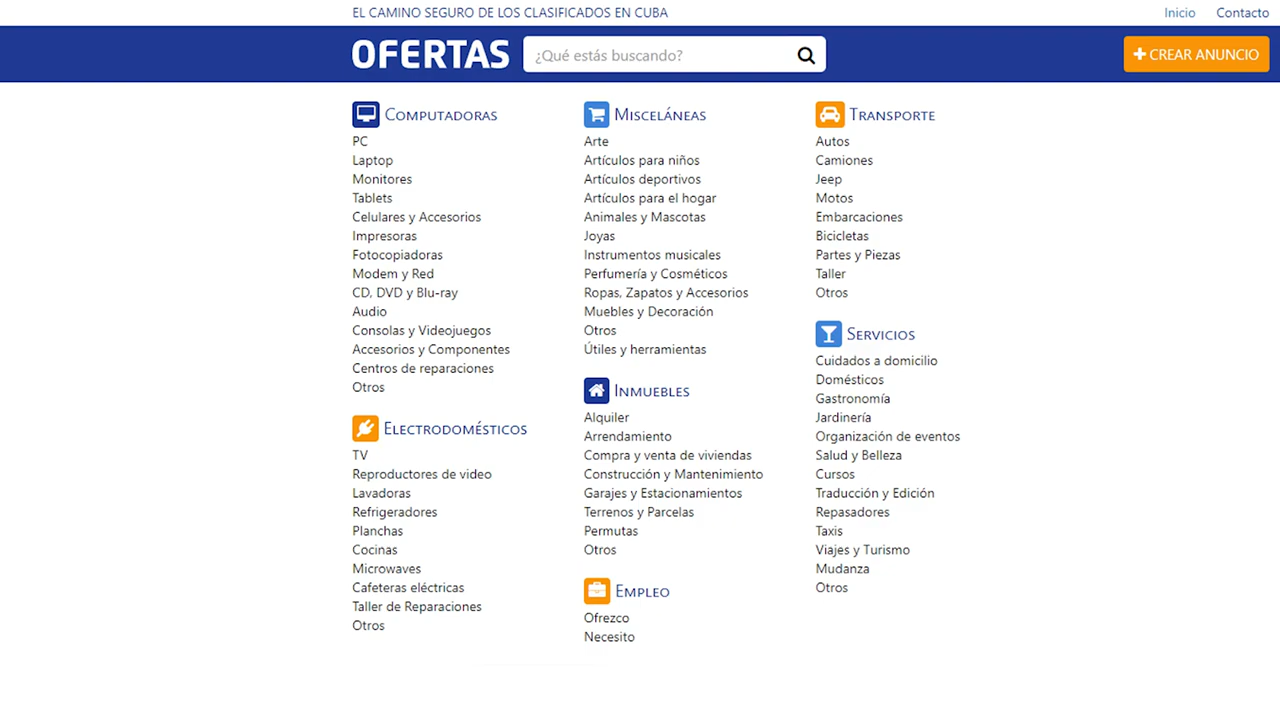 EL CAMINO SEGURO DE LOS CLASIFICADOS EN CUBA
Inicio
Contacto
OFERTAS
¿Qué estás buscando?
CREAR ANUNCIO
COMPUTADORAS
PC
Laptop
Monitores
Tablets
Celulares y Accesorios
Impresoras
Fotocopiadoras
Modem y Red
CD, DVD y Blu-ray
Audio
Consolas y Videojuegos
Accesorios y Componentes
Centros de reparaciones
Otros
ELECTRODOMÉSTICOS
TV
Reproductores de video
Lavadoras
Refrigeradores
Planchas
Cocinas
Microwaves
Cafeteras eléctricas
Taller de Reparaciones
Otros
MISCELÁNEAS
Arte
Artículos para niños
Artículos deportivos
Artículos para el hogar
Animales y Mascotas
Joyas
Instrumentos musicales
Perfumería y Cosméticos
Ropas, Zapatos y Accesorios
Muebles y Decoración
Otros
Útiles y herramientas
INMUEBLES
Alquiler
Arrendamiento
Compra y venta de viviendas
Construcción y Mantenimiento
Garajes y Estacionamientos
Terrenos y Parcelas
Permutas
Otros
EMPLEO
Ofrezco
Necesito
TRANSPORTE
Autos
Camiones
Jeep
Motos
Embarcaciones
Bicicletas
Partes y Piezas
Taller
Otros
SERVICIOS
Cuidados a domicilio
Domésticos
Gastronomía
Jardinería
Organización de eventos
Salud y Belleza
Cursos
Traducción y Edición
Repasadores
Taxis
Viajes y Turismo
Mudanza
Otros